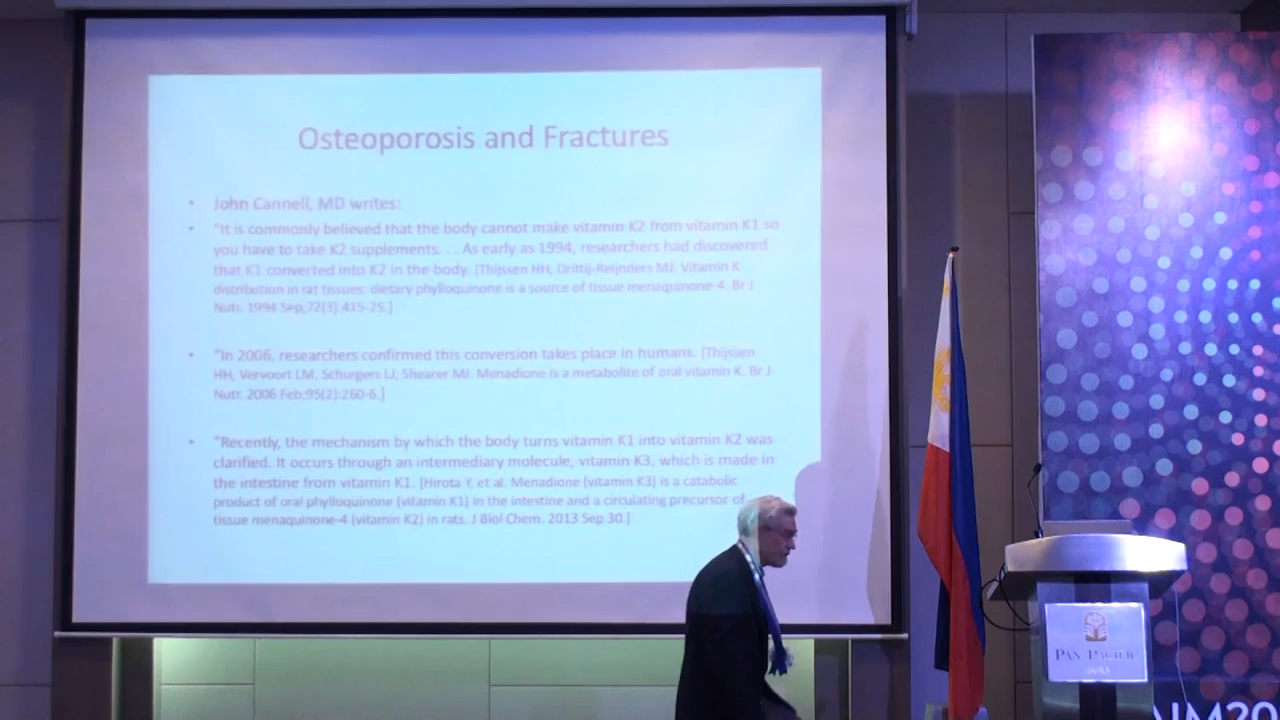 Osteoporosis and Fractures
• John Cannell, MD writes:
• "It is commonly believed that the body cannot make vitamin K2 from vitamin K1 so
you have to take K2 supplements. . . As early as 1994, researchers had discovered
that K1 converted into K2 in the body. [Thijssen HH, Drittij-Reijnders MJ. Vitamin K
distribution in rat tissues: dietary phylloquinone is a source of tissue menaquinone-4. Br J
Nutr. 1994 Sep;72(3):415-25.]
• "In 2006, researchers confirmed this conversion takes place in humans. [Thijssen
HH, Vervoort LM, Schurgers LJ, Shearer MJ. Menadione is a metabolite of oral vitamin K. Br J
Nutr. 2006 Feb;95(2):260-6.]
• "Recently, the mechanism by which the body turns vitamin K1 into vitamin K2 was
clarified. It occurs through an intermediary molecule, vitamin K3, which is made in
the intestine from vitamin K1. [Hirota Y, et al. Menadione (vitamin K3) is a catabolic
product of oral phylloquinone (vitamin K1) in the intestine and a circulating precursor of
tissue menaquinone-4 (vitamin K2) in rats. J Biol Chem. 2013 Sep 30.]
PAN PACIFIC